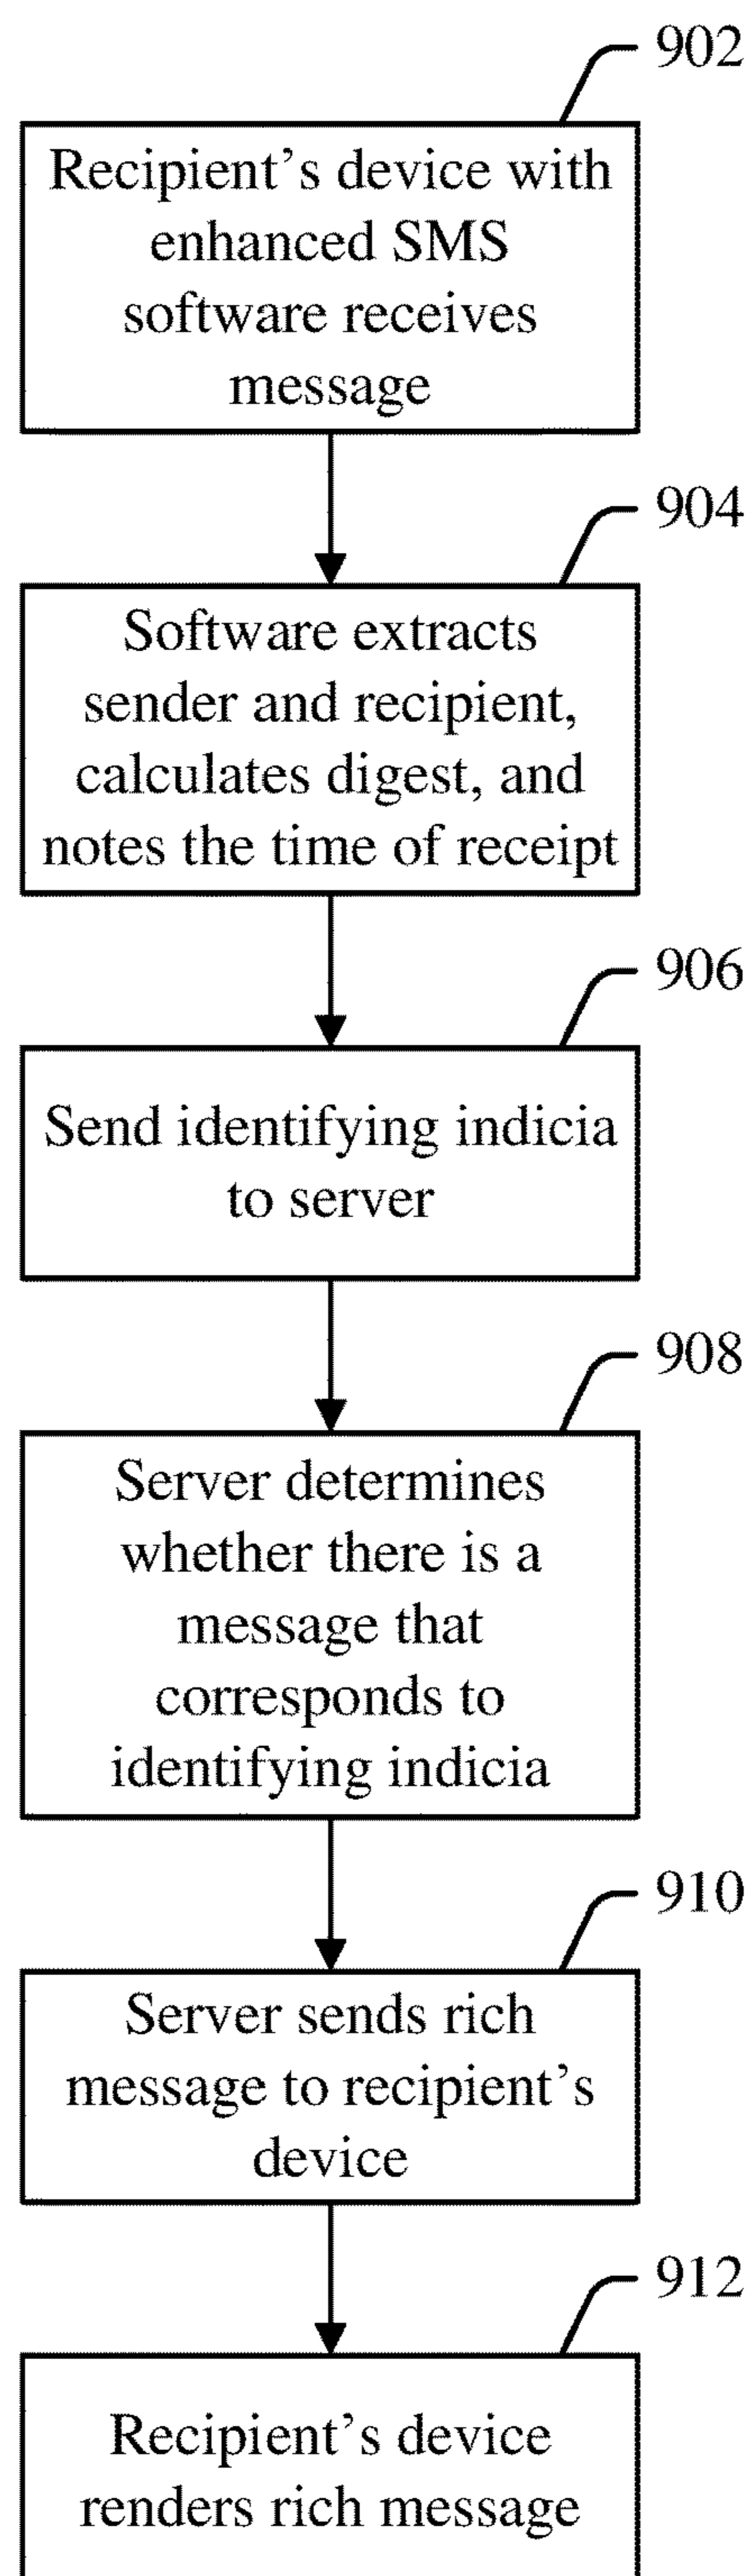 902
Recipient’s device with
enhanced SMS
software receives
message
904
Software extracts
sender and recipient,
calculates digest, and
notes the time of receipt
906
Send identifying indicia
to server
908
Server determines
whether there is a
message that
corresponds to
identifying indicia
910
Server sends rich
message to recipient’s
device
912
Recipient’s device
renders rich message